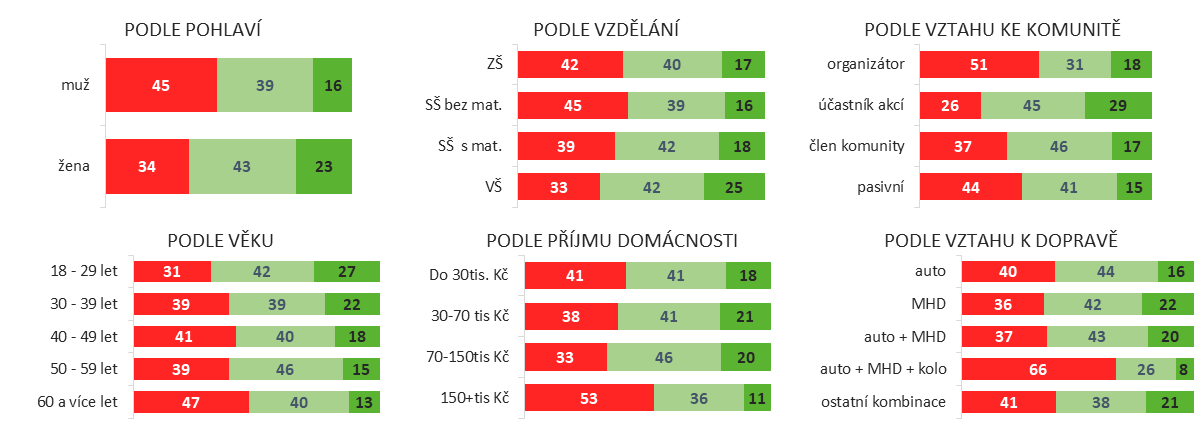 PODLE POHLAVÍ
muž 45 39 16
žena 34 43 23
PODLE VZDĚLÁNÍ
ZŠ 42 40 17
SŠ bez mat. 45 39 16
SŠ s mat. 39 42 18
VŠ 33 42 25
PODLE VZTAHU KE KOMUNITĚ
organizátor 51 31 18
účastník akcí 26 45 29
člen komunity 37 46 17
pasivní 44 41 15
PODLE VĚKU
18 - 29 let 31 42 27
30 - 39 let 39 39 22
40 - 49 let 41 40 18
50 - 59 let 39 46 15
60 a více let 47 40 13
PODLE PŘÍJMU DOMÁCNOSTI
Do 30tis. Kč 41 41 18
30-70 tis Kč 38 41 21
70-150tis Kč 33 46 20
150+tis Kč 53 36 11
PODLE VZTAHU K DOPRAVĚ
auto 40 44 16
MHD 36 42 22
auto + MHD 37 43 20
auto + MHD + kolo 66 26 8
ostatní kombinace 41 38 21